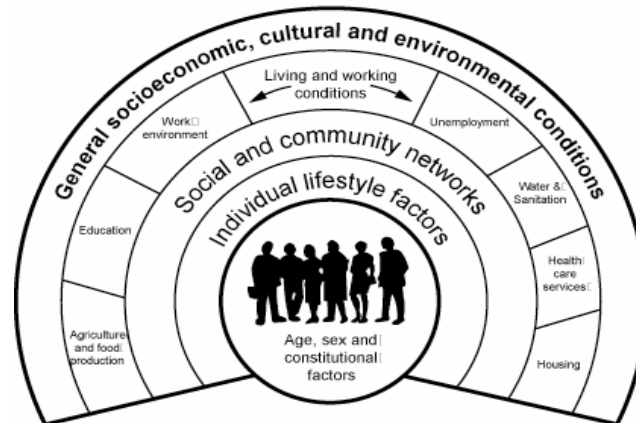 General socioeconomic, cultural and environmental conditions
Living and working
conditions
Work
environment
Unemployment
Social and community networks
Water &
Sanitation
Individual lifestyle factors
Education
Health
care
services
Agriculture
and food
production
Age, sex and
constitutional
factors
Housing